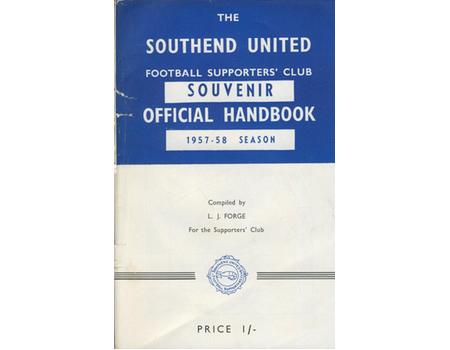 THE
SOUTHEND UNITED
FOOTBALL SUPPORTERS' CLUB
SOUVENIR
OFFICIAL HANDBOOK
1957-58 SEASON
Compiled by
L. J. FORGE
For the Supporters' Club
PRICE 1/-